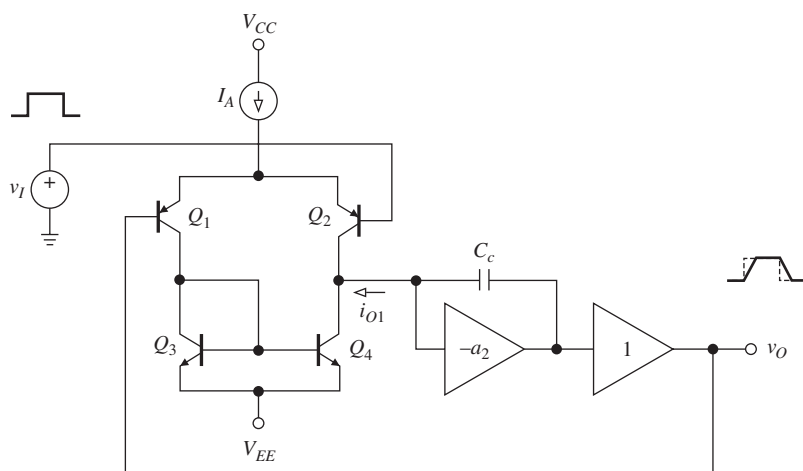 V_CC
I_A
v_I
+
Q_1
Q_2
C_c
i_O1
Q_3
Q_4
−a_2
1
v_O
V_EE